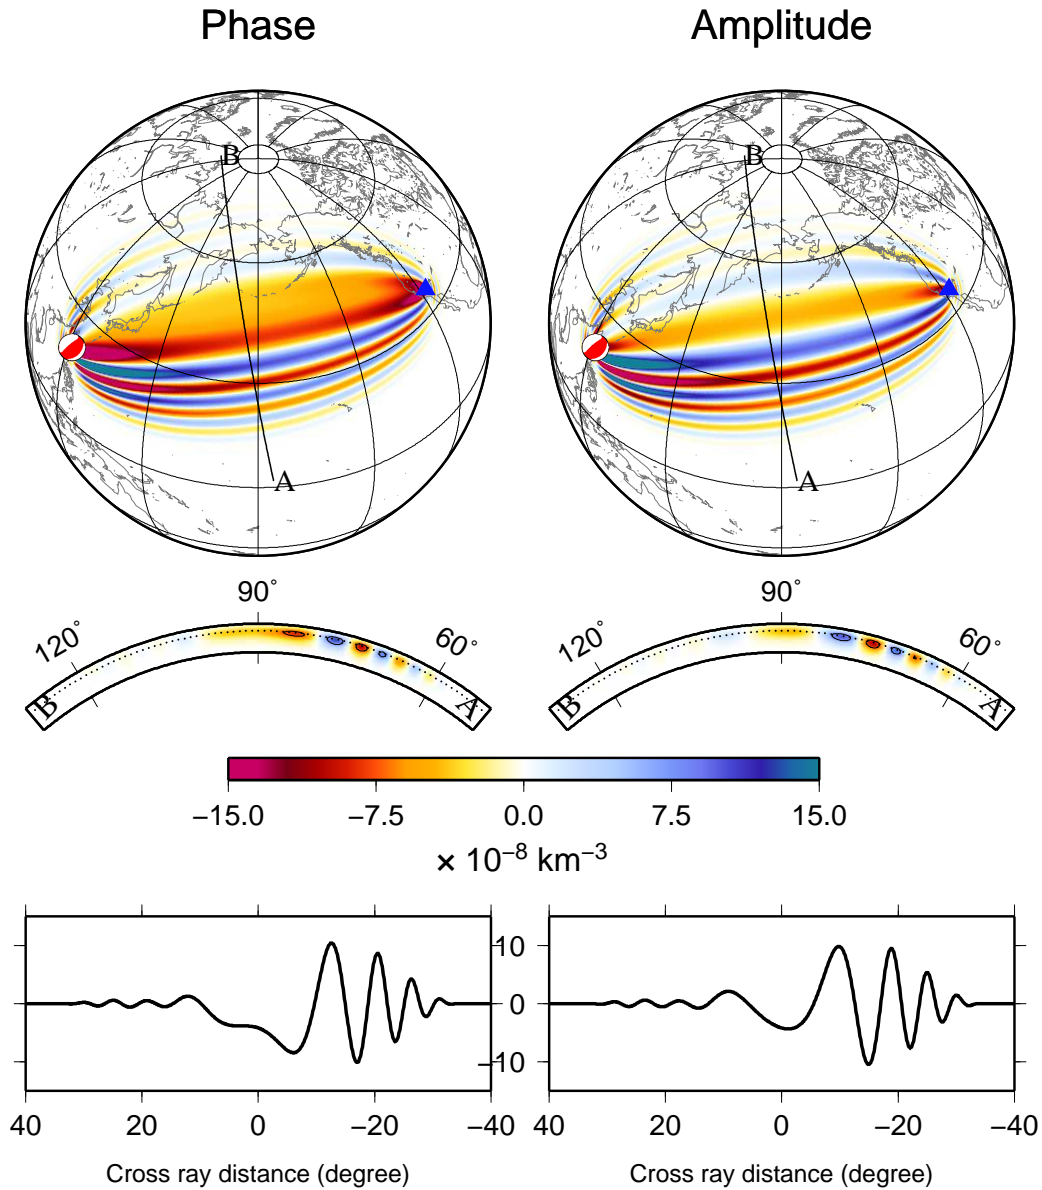 Phase Amplitude
B B
A A
90° 90°
120° 60° 120° 60°
B A B A
−15.0 −7.5 0.0 7.5 15.0
× 10−8 km−3
10
0
−10
40 20 0 −20 −40 40 20 0 −20 −40
Cross ray distance (degree) Cross ray distance (degree)